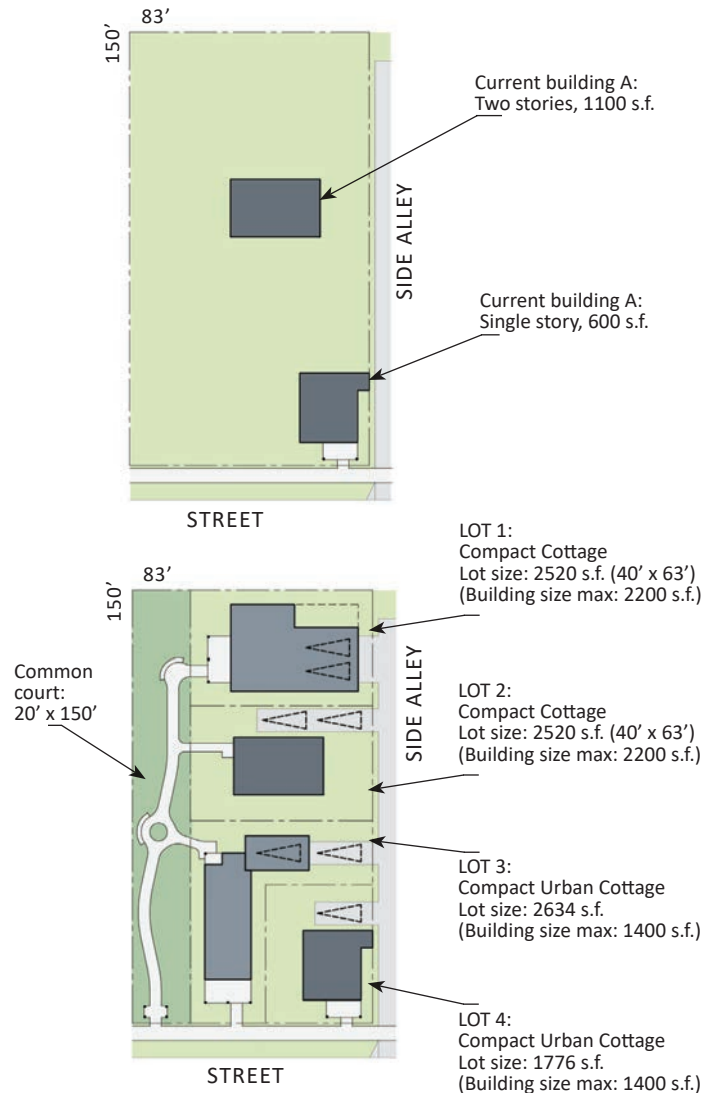 83’
150’
Current building A:
Two stories, 1100 s.f.
SIDE ALLEY
Current building A:
Single story, 600 s.f.
STREET
83’
150’
LOT 1:
Compact Cottage
Lot size: 2520 s.f. (40’ x 63’)
(Building size max: 2200 s.f.)
Common
court:
20’ x 150’
SIDE ALLEY
LOT 2:
Compact Cottage
Lot size: 2520 s.f. (40’ x 63’)
(Building size max: 2200 s.f.)
LOT 3:
Compact Urban Cottage
Lot size: 2634 s.f.
(Building size max: 1400 s.f.)
LOT 4:
Compact Urban Cottage
Lot size: 1776 s.f.
(Building size max: 1400 s.f.)
STREET